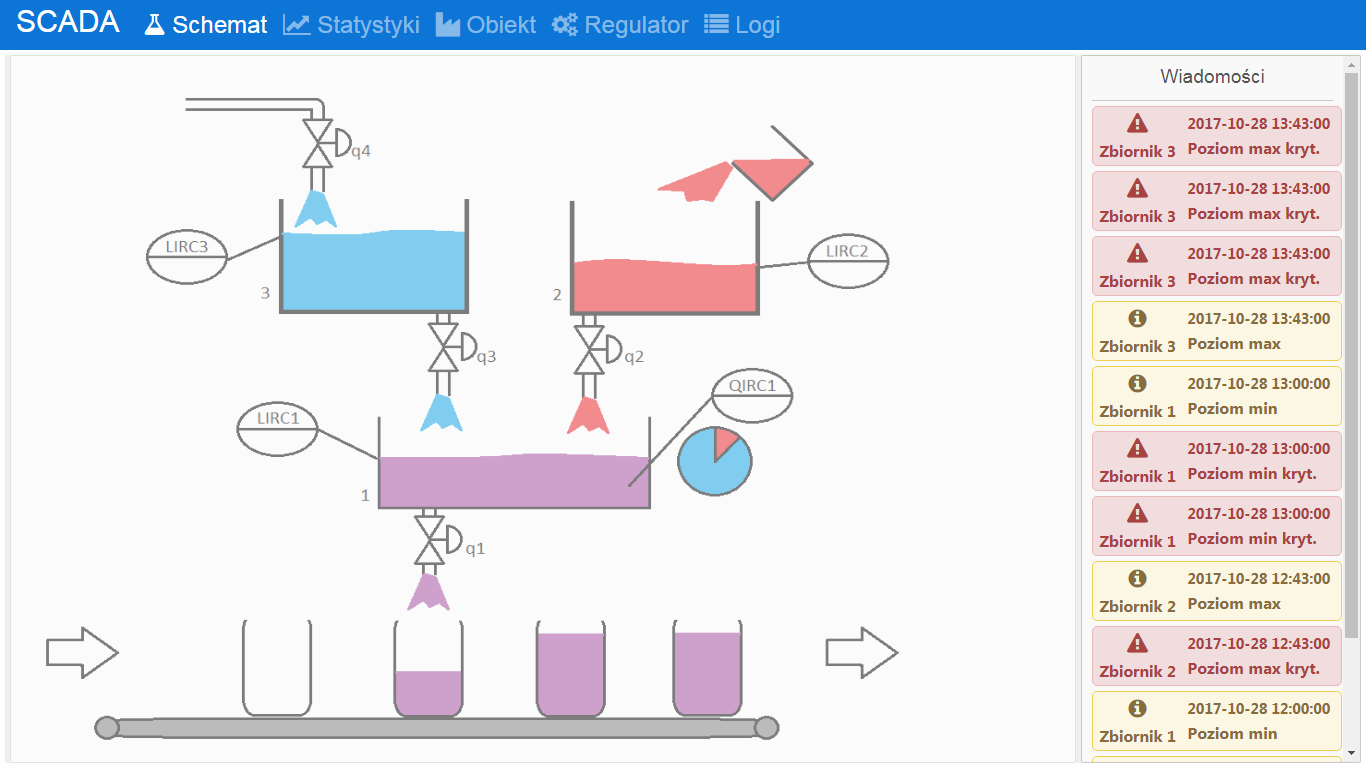 SCADA Schemat Statystyki Obiekt Regulator Logi
q4
LIRC3
3
LIRC2
2
q3
q2
QIRC1
LIRC1
1
q1
Wiadomości
2017-10-28 13:43:00
Zbiornik 3 Poziom max kryt.
2017-10-28 13:43:00
Zbiornik 3 Poziom max kryt.
2017-10-28 13:43:00
Zbiornik 3 Poziom max kryt.
2017-10-28 13:43:00
Zbiornik 3 Poziom max
2017-10-28 13:00:00
Zbiornik 1 Poziom min
2017-10-28 13:00:00
Zbiornik 1 Poziom min kryt.
2017-10-28 13:00:00
Zbiornik 1 Poziom min kryt.
2017-10-28 12:43:00
Zbiornik 2 Poziom max
2017-10-28 12:43:00
Zbiornik 2 Poziom max kryt.
2017-10-28 12:00:00
Zbiornik 1 Poziom min